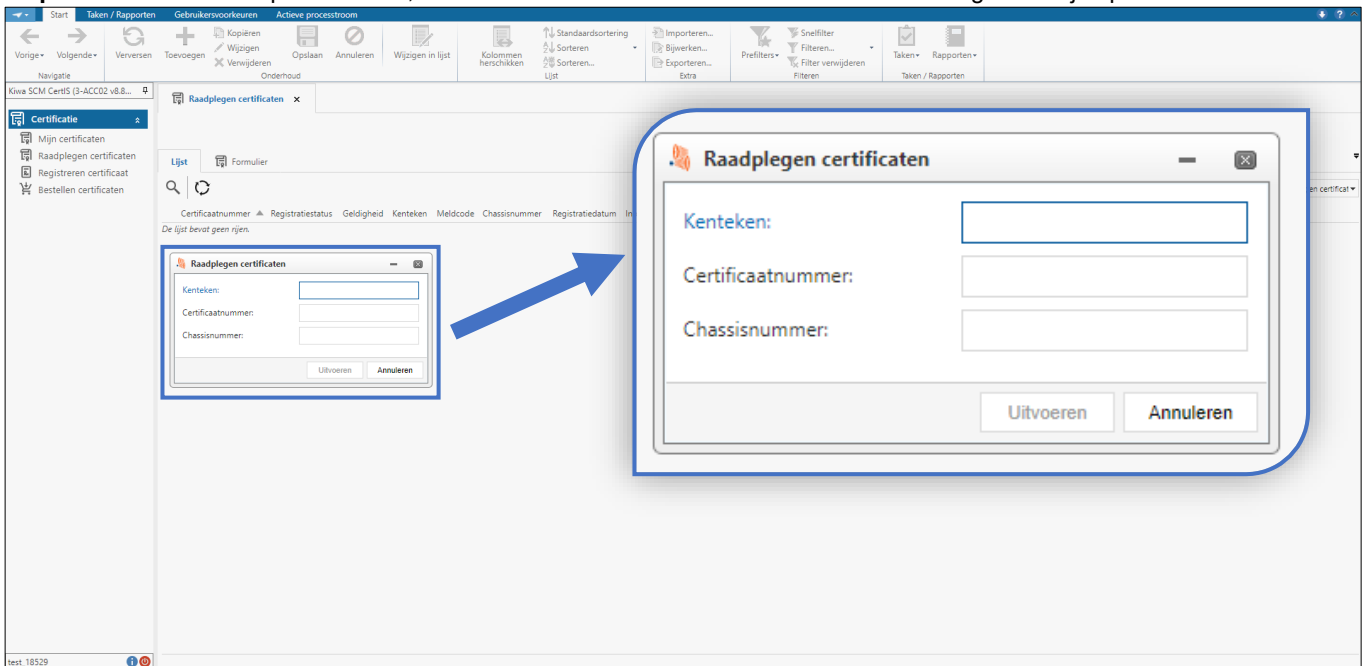 Start Taken / Rapporten Gebruikersvoorkeuren Actieve processtroom
Vorige Volgende Verversen
Navigatie
Toevoegen
Kopiëren
Wijzigen
Verwijderen
Opslaan Annuleren Wijzigen in lijst
Onderhoud
Kolommen herschikken
Standaardsortering
Sorteren
Sorteren...
Lijst
Importeren...
Bijwerken...
Exporteren...
Extra
Prefilters
Snelfilter
Filteren...
Filter verwijderen
Filteren
Taken Rapporten
Taken / Rapporten
Kiwa SCM CertIS (3-ACC02 v8.8...
Certificatie
Mijn certificaten
Raadplegen certificaten
Registreren certificaat
Bestellen certificaten
Raadplegen certificaten x
Lijst Formulier
en certificat
Certificaatnummer Registratiestatus Geldigheid Kenteken Meldcode Chassisnummer Registratiedatum In
De lijst bevat geen rijen.
Raadplegen certificaten
Kenteken:
Certificaatnummer:
Chassisnummer:
Uitvoeren Annuleren
Raadplegen certificaten
Kenteken:
Certificaatnummer:
Chassisnummer:
Uitvoeren Annuleren
test_18529